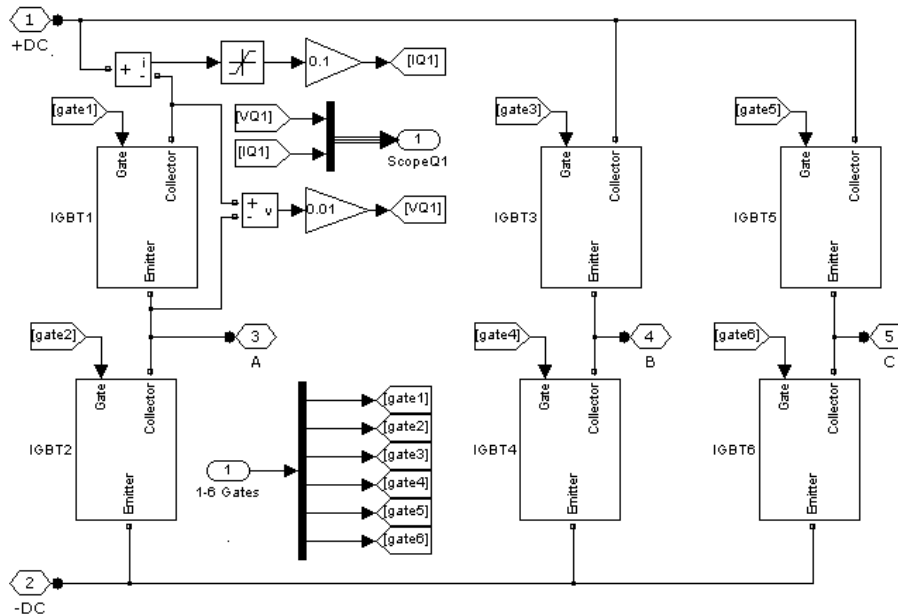 1
+DC
+
i
-
0.1
[IQ1]
[gate1]
[VQ1]
[IQ1]
1
ScopeQ1
[gate3]
[gate5]
Gate
Collector
Emitter
IGBT1
+
-
v
0.01
[VQ1]
Gate
Collector
Emitter
IGBT3
Gate
Collector
Emitter
IGBT5
[gate2]
3
A
[gate4]
4
B
[gate6]
5
C
Gate
Collector
Emitter
IGBT2
1
1-6 Gates
[gate1]
[gate2]
[gate3]
[gate4]
[gate5]
[gate6]
Gate
Collector
Emitter
IGBT4
Gate
Collector
Emitter
IGBT6
2
-DC